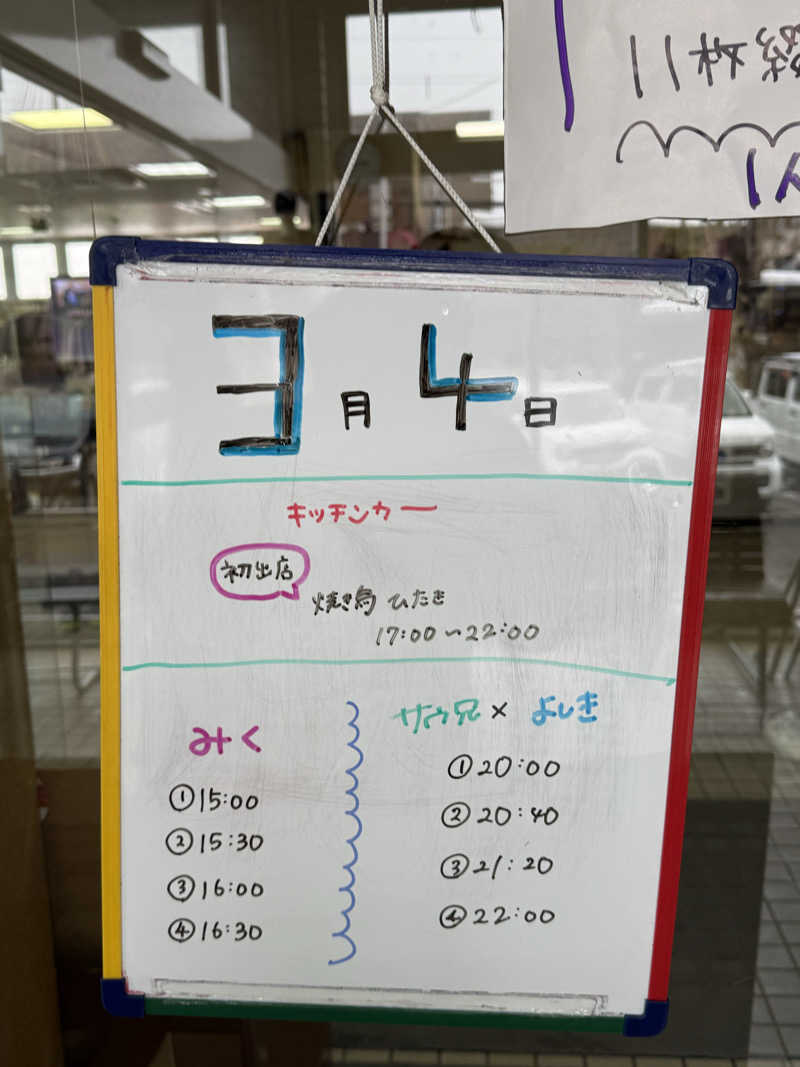 3月4日
キッチンカー
初出店
焼き鳥 ひたき
17:00〜22:00
みく
①15:00
②15:30
③16:00
④16:30
サウ兄×よしき
①20:00
②20:40
③21:20
④22:00